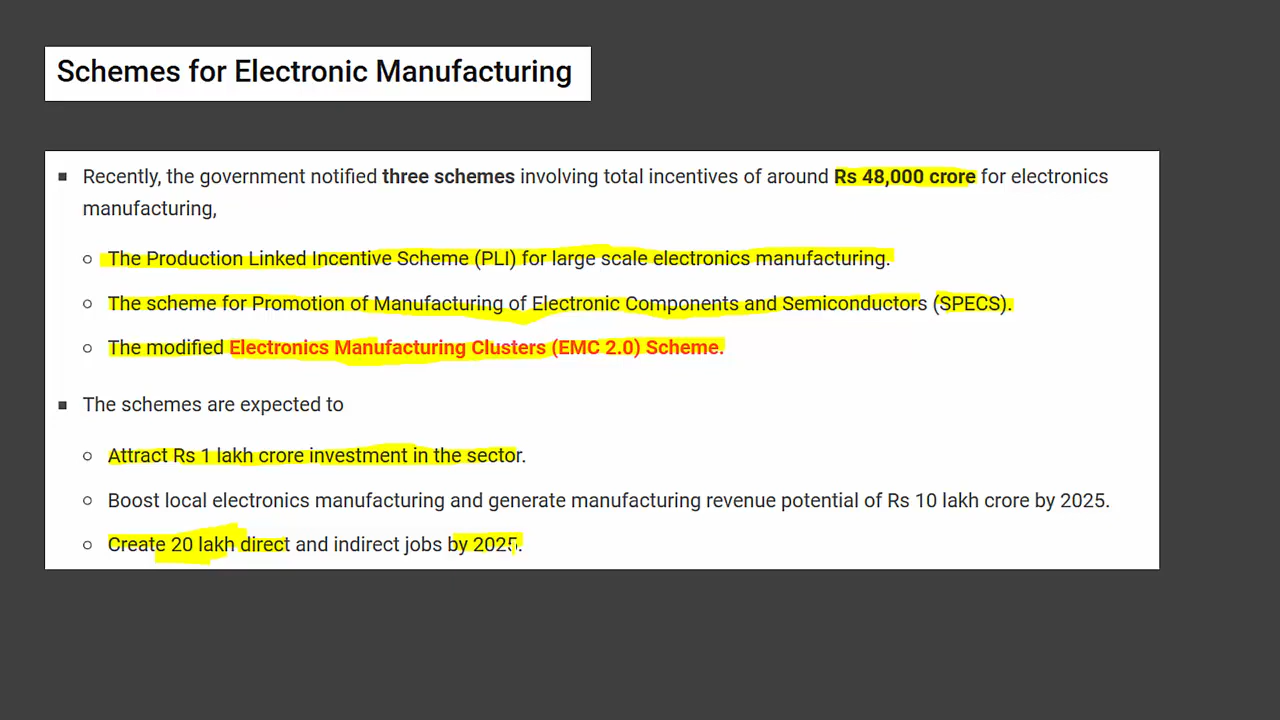 Schemes for Electronic Manufacturing
▪ Recently, the government notified three schemes involving total incentives of around Rs 48,000 crore for electronics
manufacturing,
○ The Production Linked Incentive Scheme (PLI) for large scale electronics manufacturing.
○ The scheme for Promotion of Manufacturing of Electronic Components and Semiconductors (SPECS).
○ The modified Electronics Manufacturing Clusters (EMC 2.0) Scheme.
▪ The schemes are expected to
○ Attract Rs 1 lakh crore investment in the sector.
○ Boost local electronics manufacturing and generate manufacturing revenue potential of Rs 10 lakh crore by 2025.
○ Create 20 lakh direct and indirect jobs by 2025.